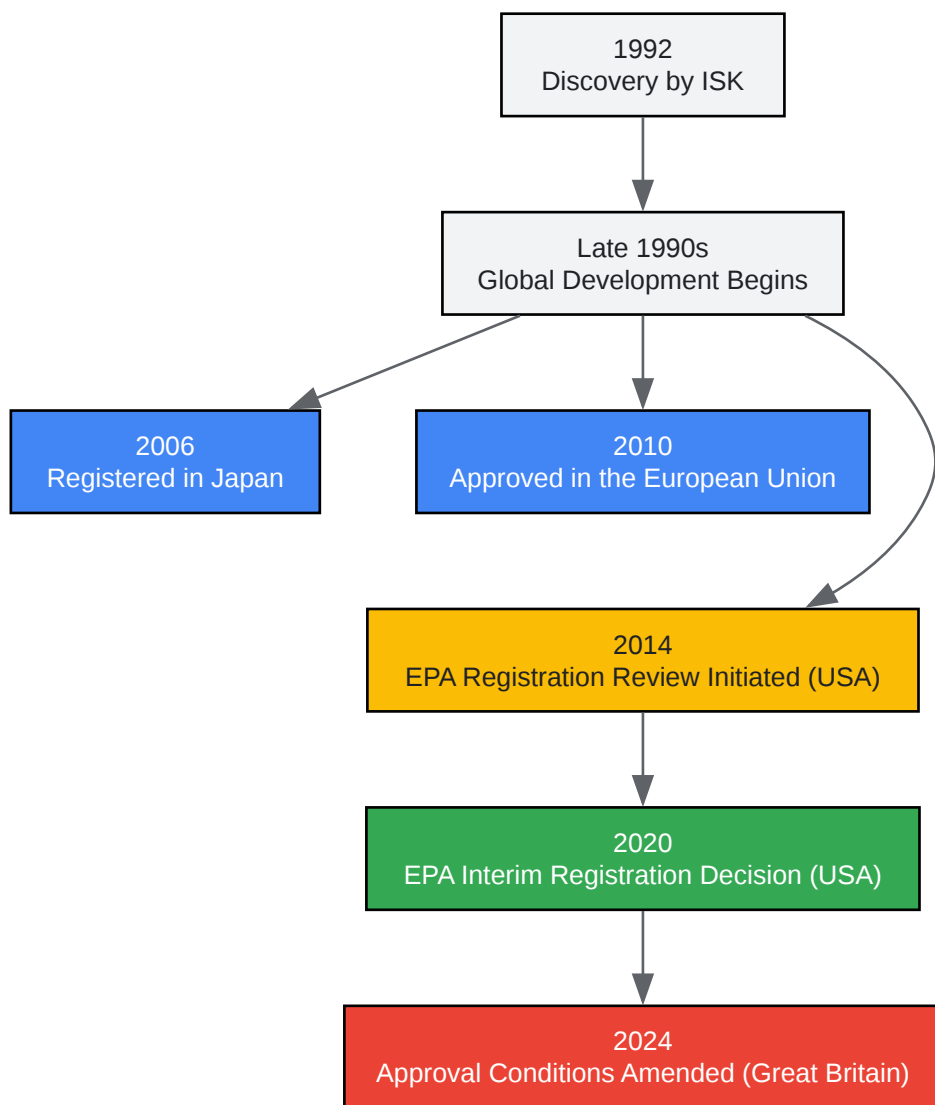 1992
Discovery by ISK
Late 1990s
Global Development Begins
2006
Registered in Japan
2010
Approved in the European Union
2014
EPA Registration Review Initiated (USA)
2020
EPA Interim Registration Decision (USA)
2024
Approval Conditions Amended (Great Britain)